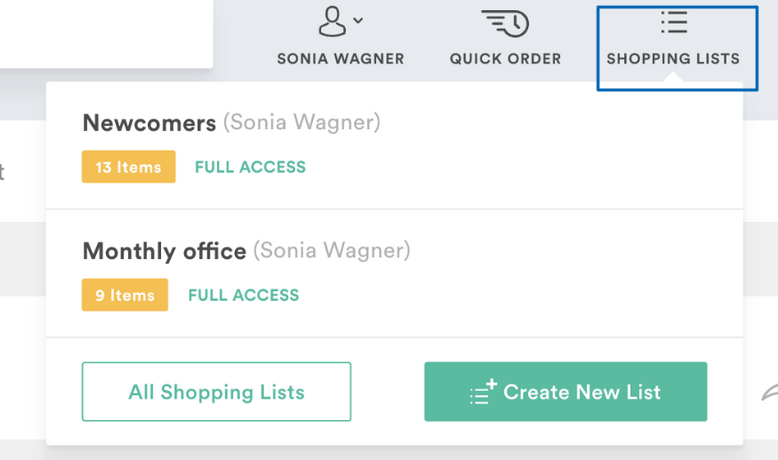 SONIA WAGNER
QUICK ORDER
SHOPPING LISTS
Newcomers (Sonia Wagner)
13 Items FULL ACCESS
Monthly office (Sonia Wagner)
9 Items FULL ACCESS
All Shopping Lists
Create New List